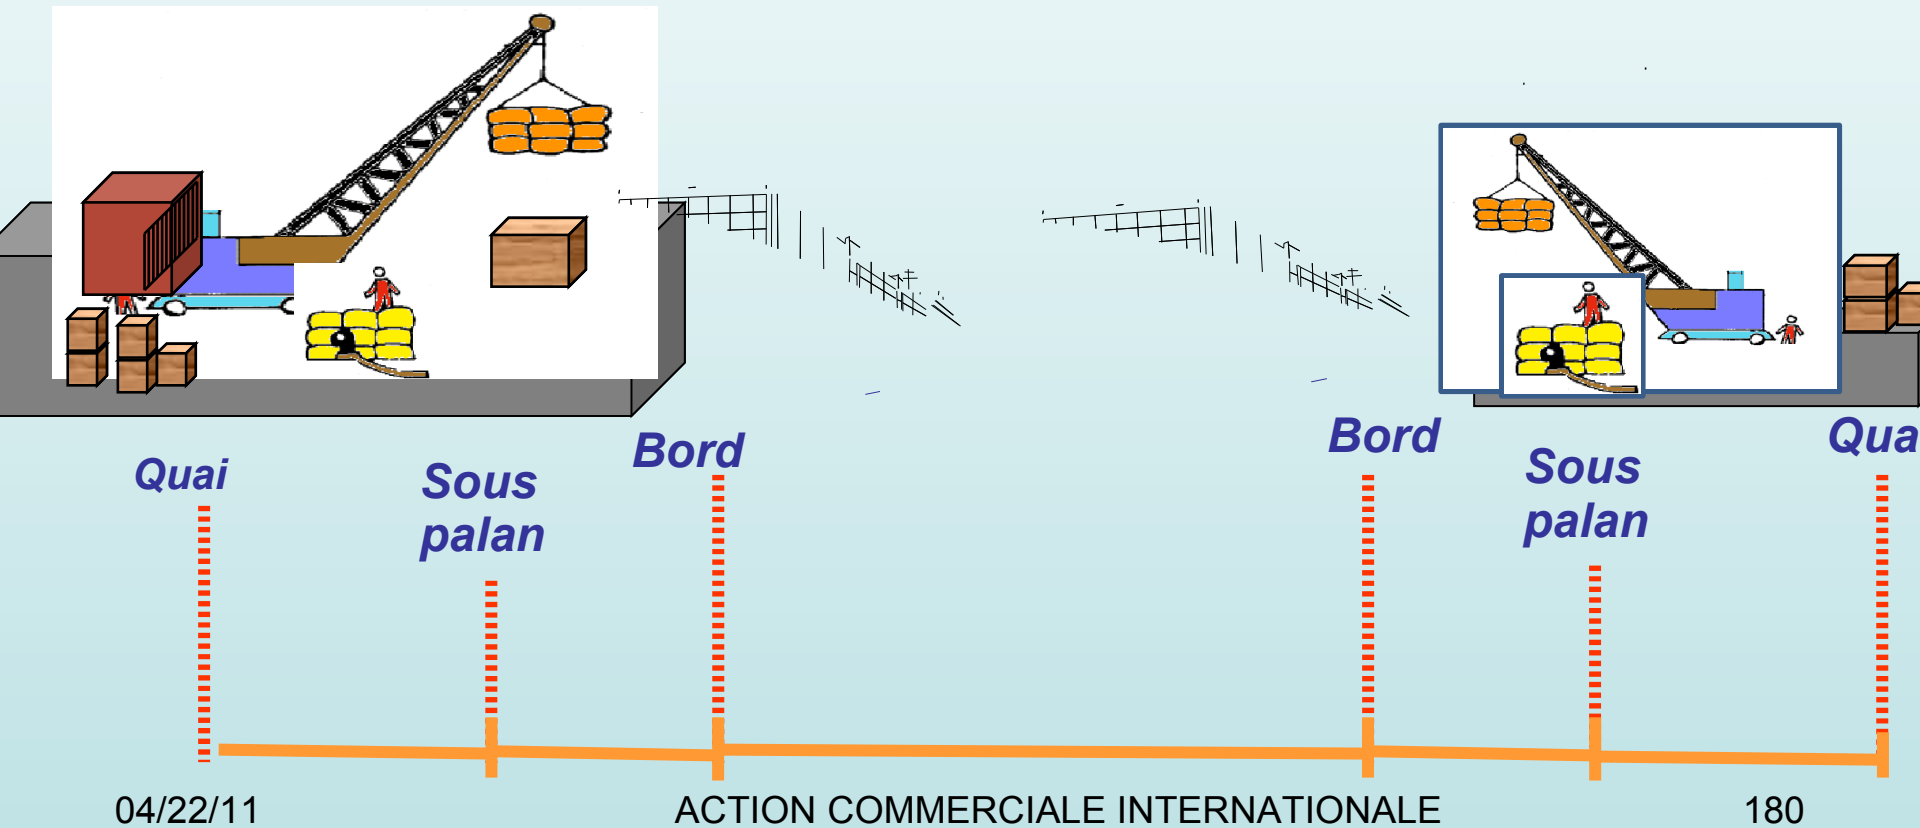 Quai
Sous
palan
Bord
Bord
Sous
palan
Qua
04/22/11
ACTION COMMERCIALE INTERNATIONALE
180